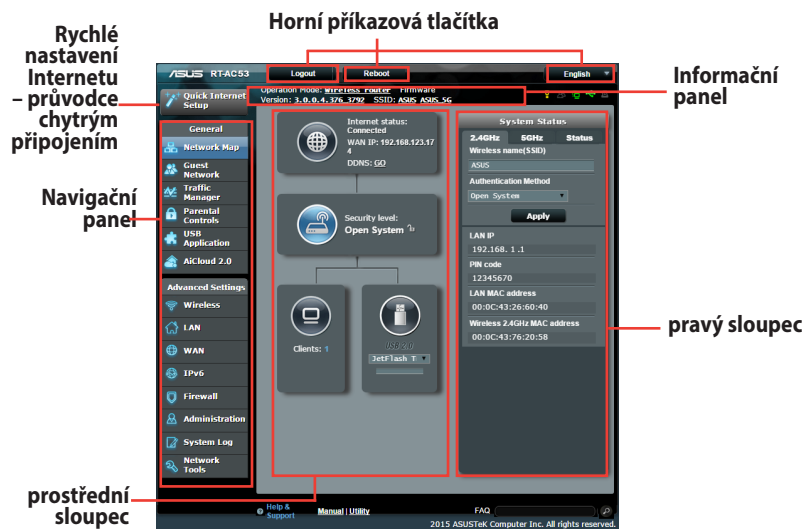 Horní příkazová tlačítka
Rychlé
nastavení
Internetu
– průvodce
chytrým
připojením
Informační
panel
Navigační
panel
pravý sloupec
prostřední
sloupec
ASUS RT-AC53
Logout
Reboot
English
Quick Internet
Setup
Operation Mode: Wireless router Firmware
Version: 3.0.0.4.376_3792 SSID: ASUS ASUS_5G
General
Network Map
Guest
Network
Traffic
Manager
Parental
Controls
USB
Application
AiCloud 2.0
Advanced Settings
Wireless
LAN
WAN
IPv6
Firewall
Administration
System Log
Network
Tools
Internet status:
Connected
WAN IP: 192.168.123.17
4
DDNS: GO
Security level:
Open System
Clients: 1
USB 2.0
JetFlash T
System Status
2.4GHz 5GHz Status
Wireless name(SSID)
ASUS
Authentication Method
Open System
Apply
LAN IP
192.168. 1 .1
PIN code
12345670
LAN MAC address
00:0C:43:26:60:40
Wireless 2.4GHz MAC address
00:0C:43:76:20:58
Help &
Support
Manual | Utility
FAQ
2015 ASUSTeK Computer Inc. All rights reserved.